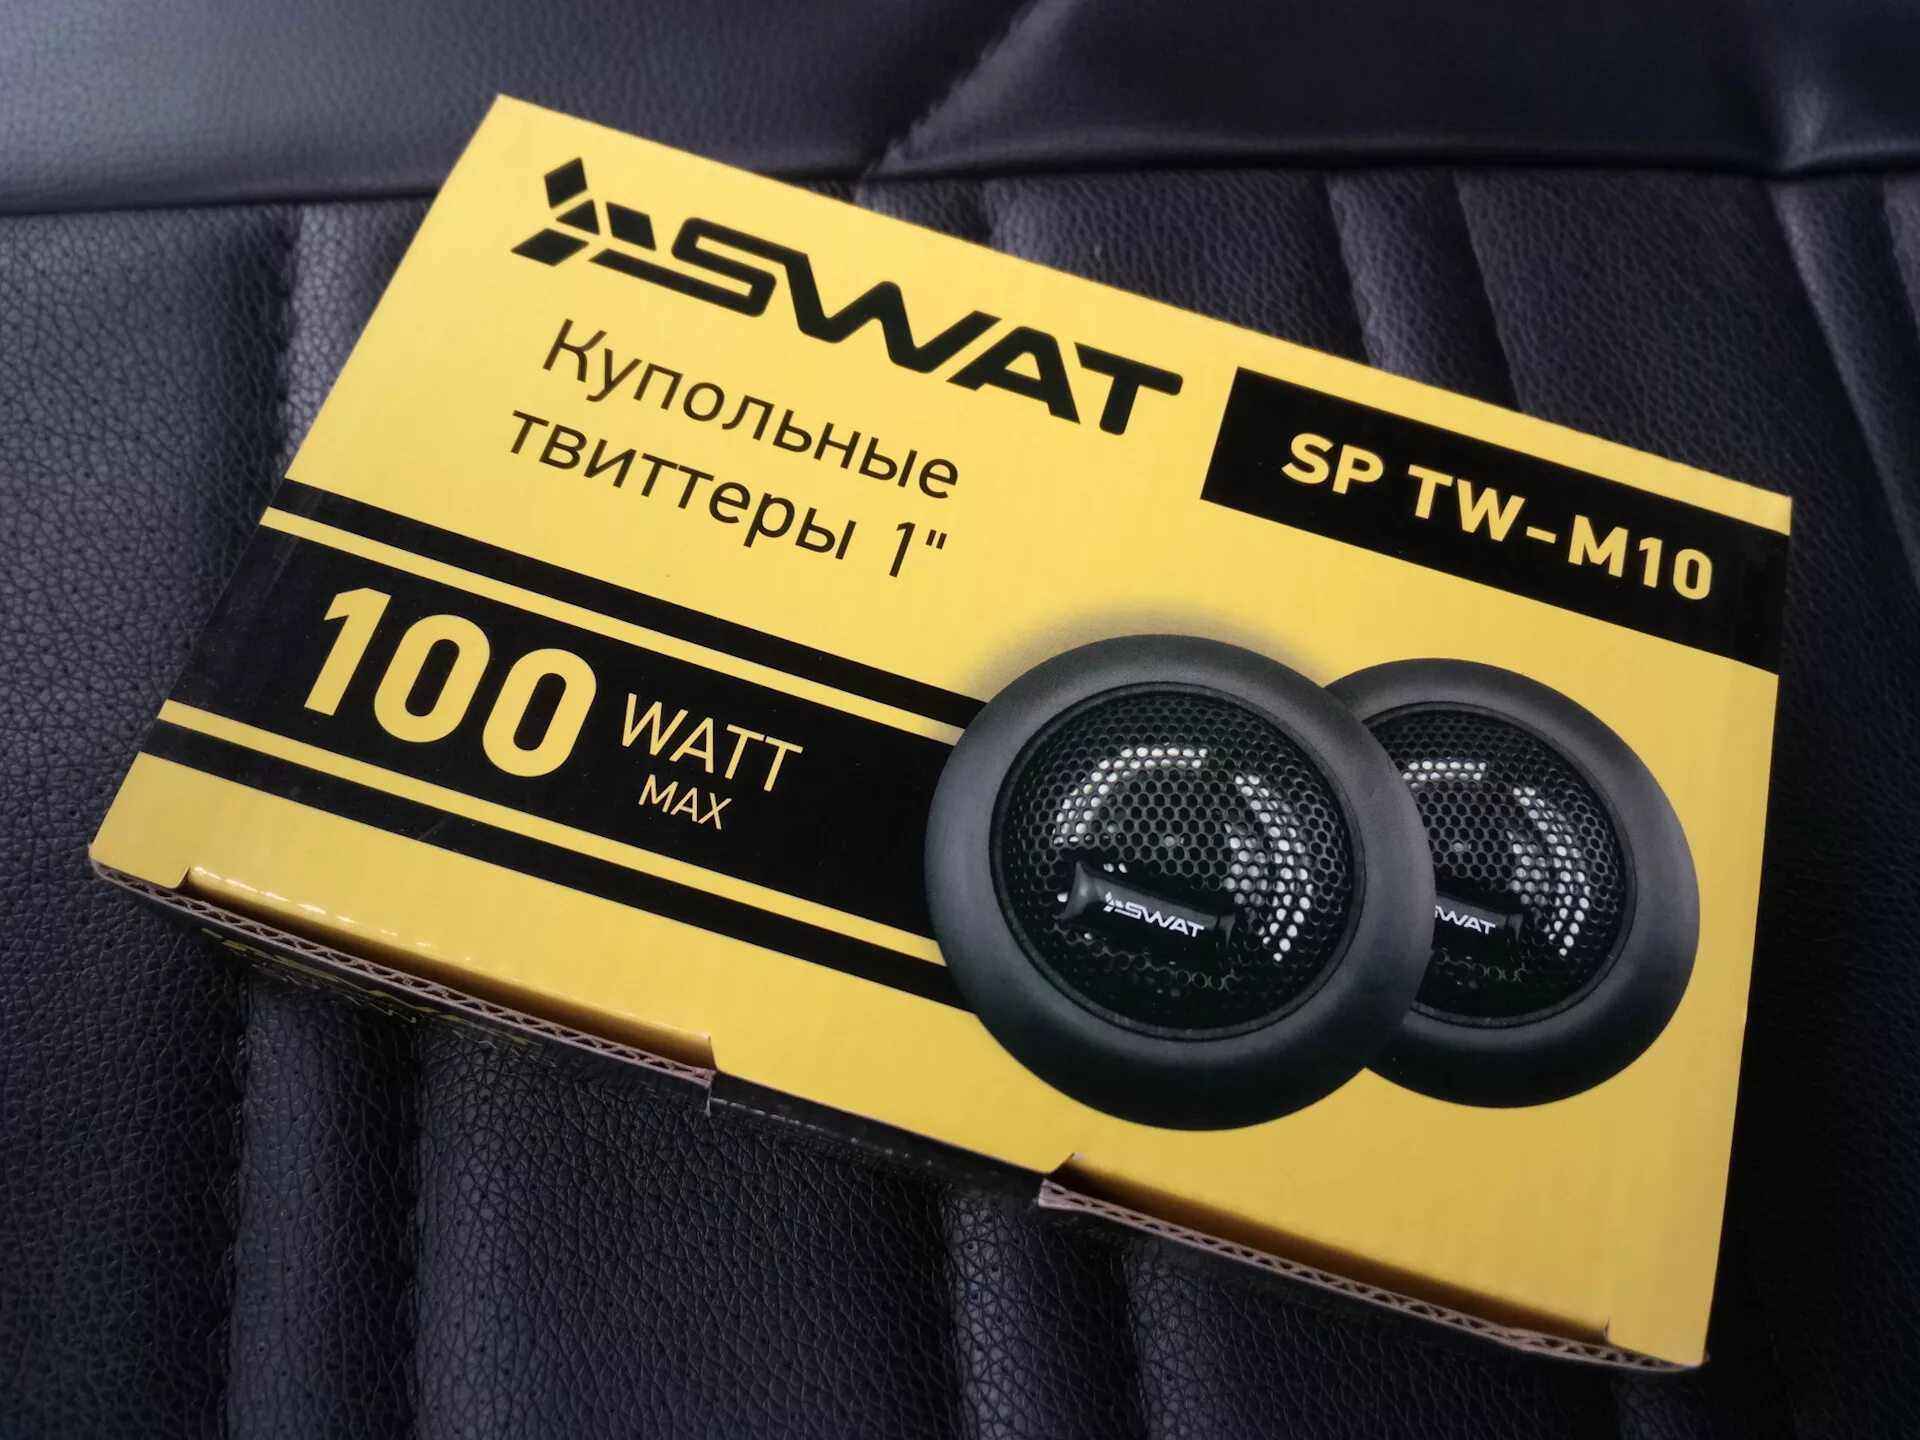 SWAT
Купольные
твиттеры 1"
SP TW-M10
100 WATT
MAX
SWAT
SWAT